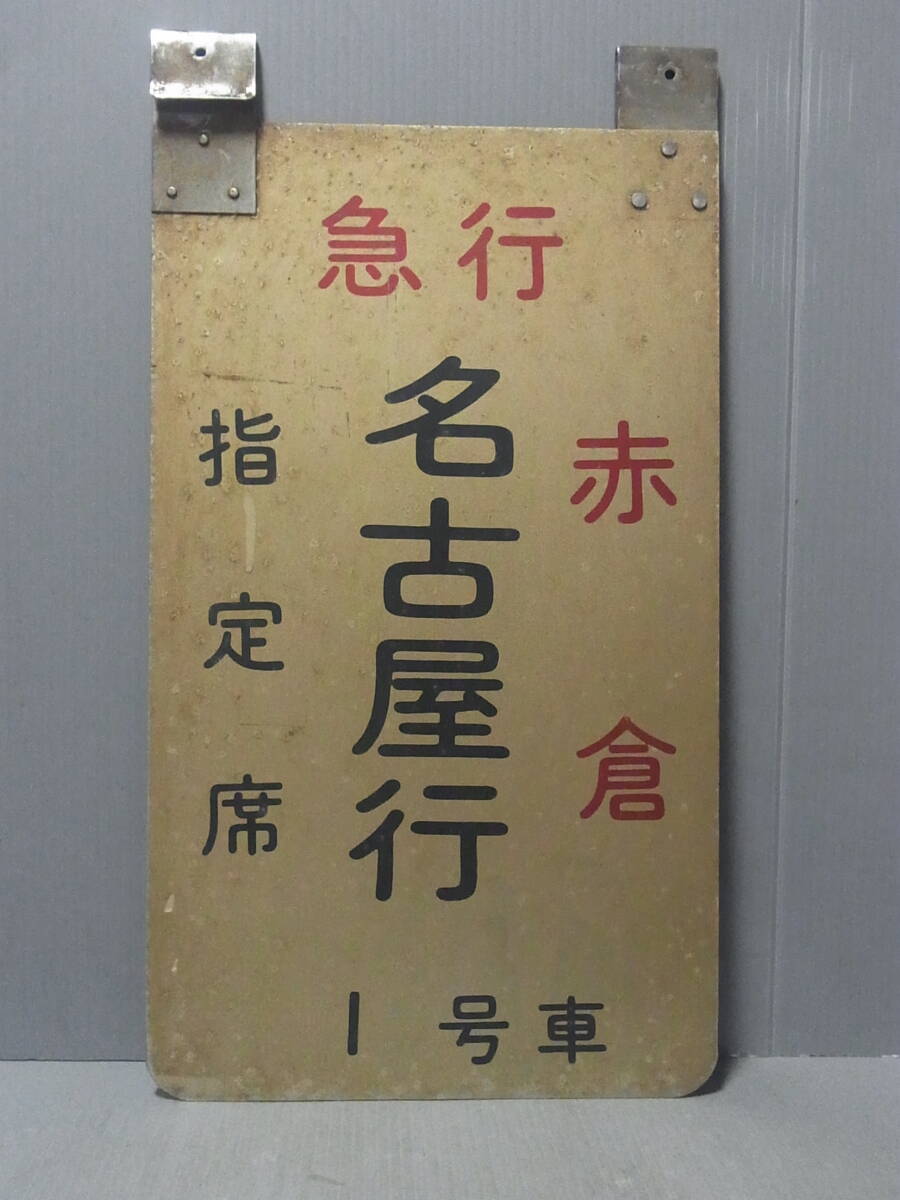 急行
赤倉
名古屋行
指定席
1号車